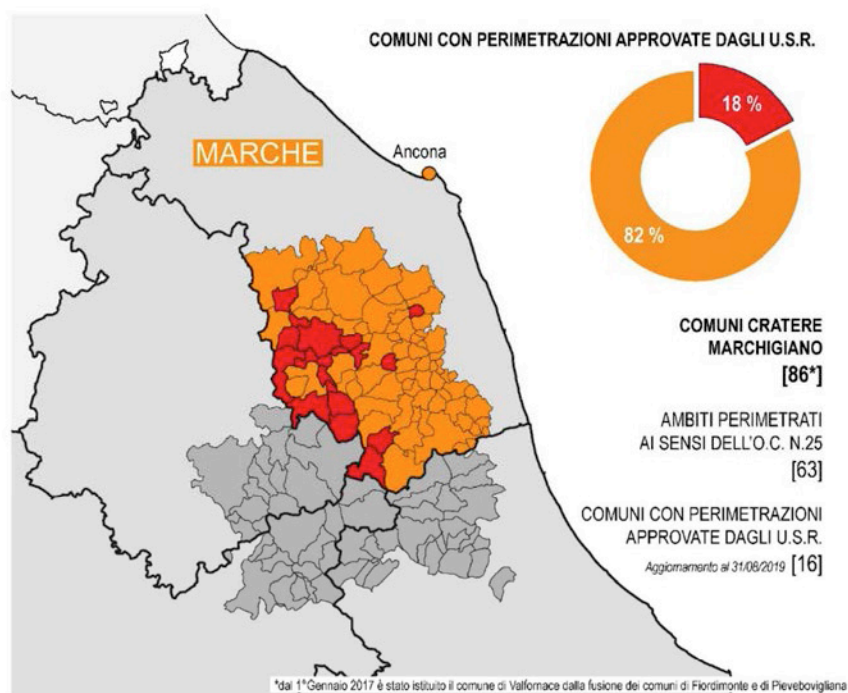 COMUNI CON PERIMETRAZIONI APPROVATE DAGLI U.S.R.
18 %
82 %
MARCHE
Ancona
COMUNI CRATERE
MARCHIGIANO
[86*]
AMBITI PERIMETRATI
AI SENSI DELL'O.C. N.25
[63]
COMUNI CON PERIMETRAZIONI
APPROVATE DAGLI U.S.R.
Aggiornamento al 31/08/2019 [16]
*dal 1°Gennaio 2017 è stato istituito il comune di Valfornace dalla fusione dei comuni di Fiordimonte e di Pievebovigliana